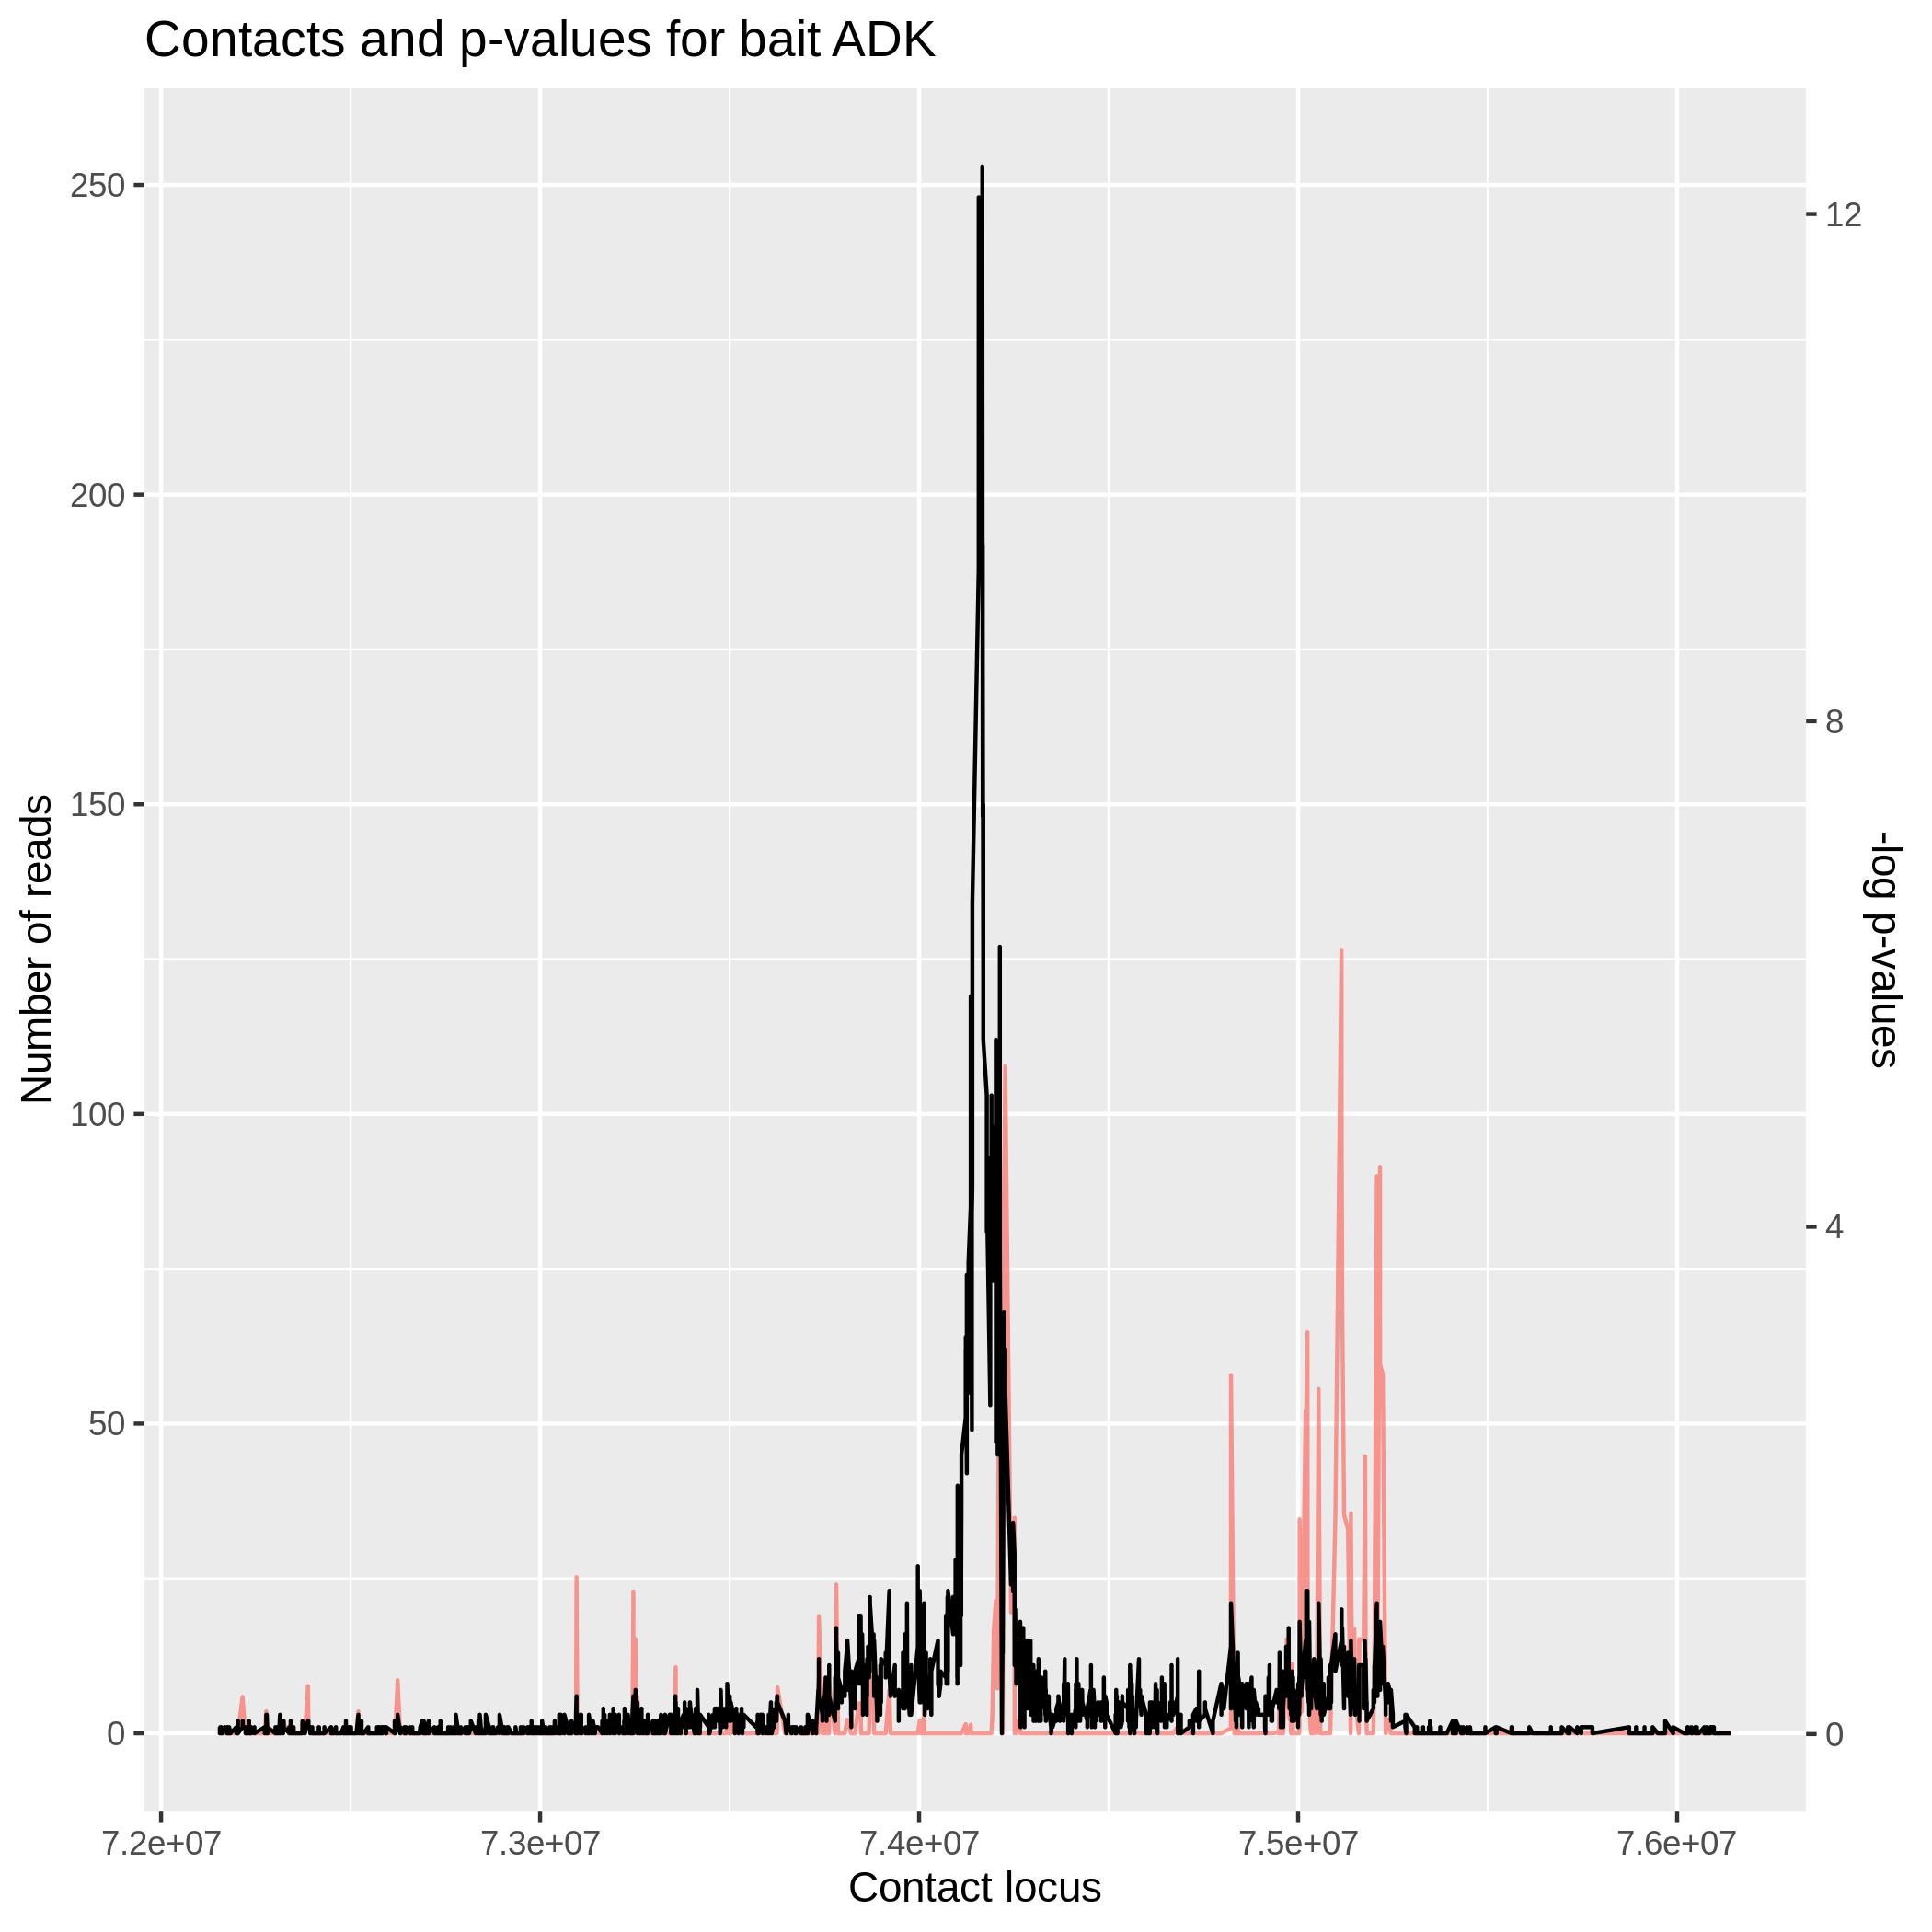 Contacts and p-values for bait ADK
250
200
150
100
50
0
12
8
4
0
Number of reads
-log p-values
7.2e+07
7.3e+07
7.4e+07
7.5e+07
7.6e+07
Contact locus